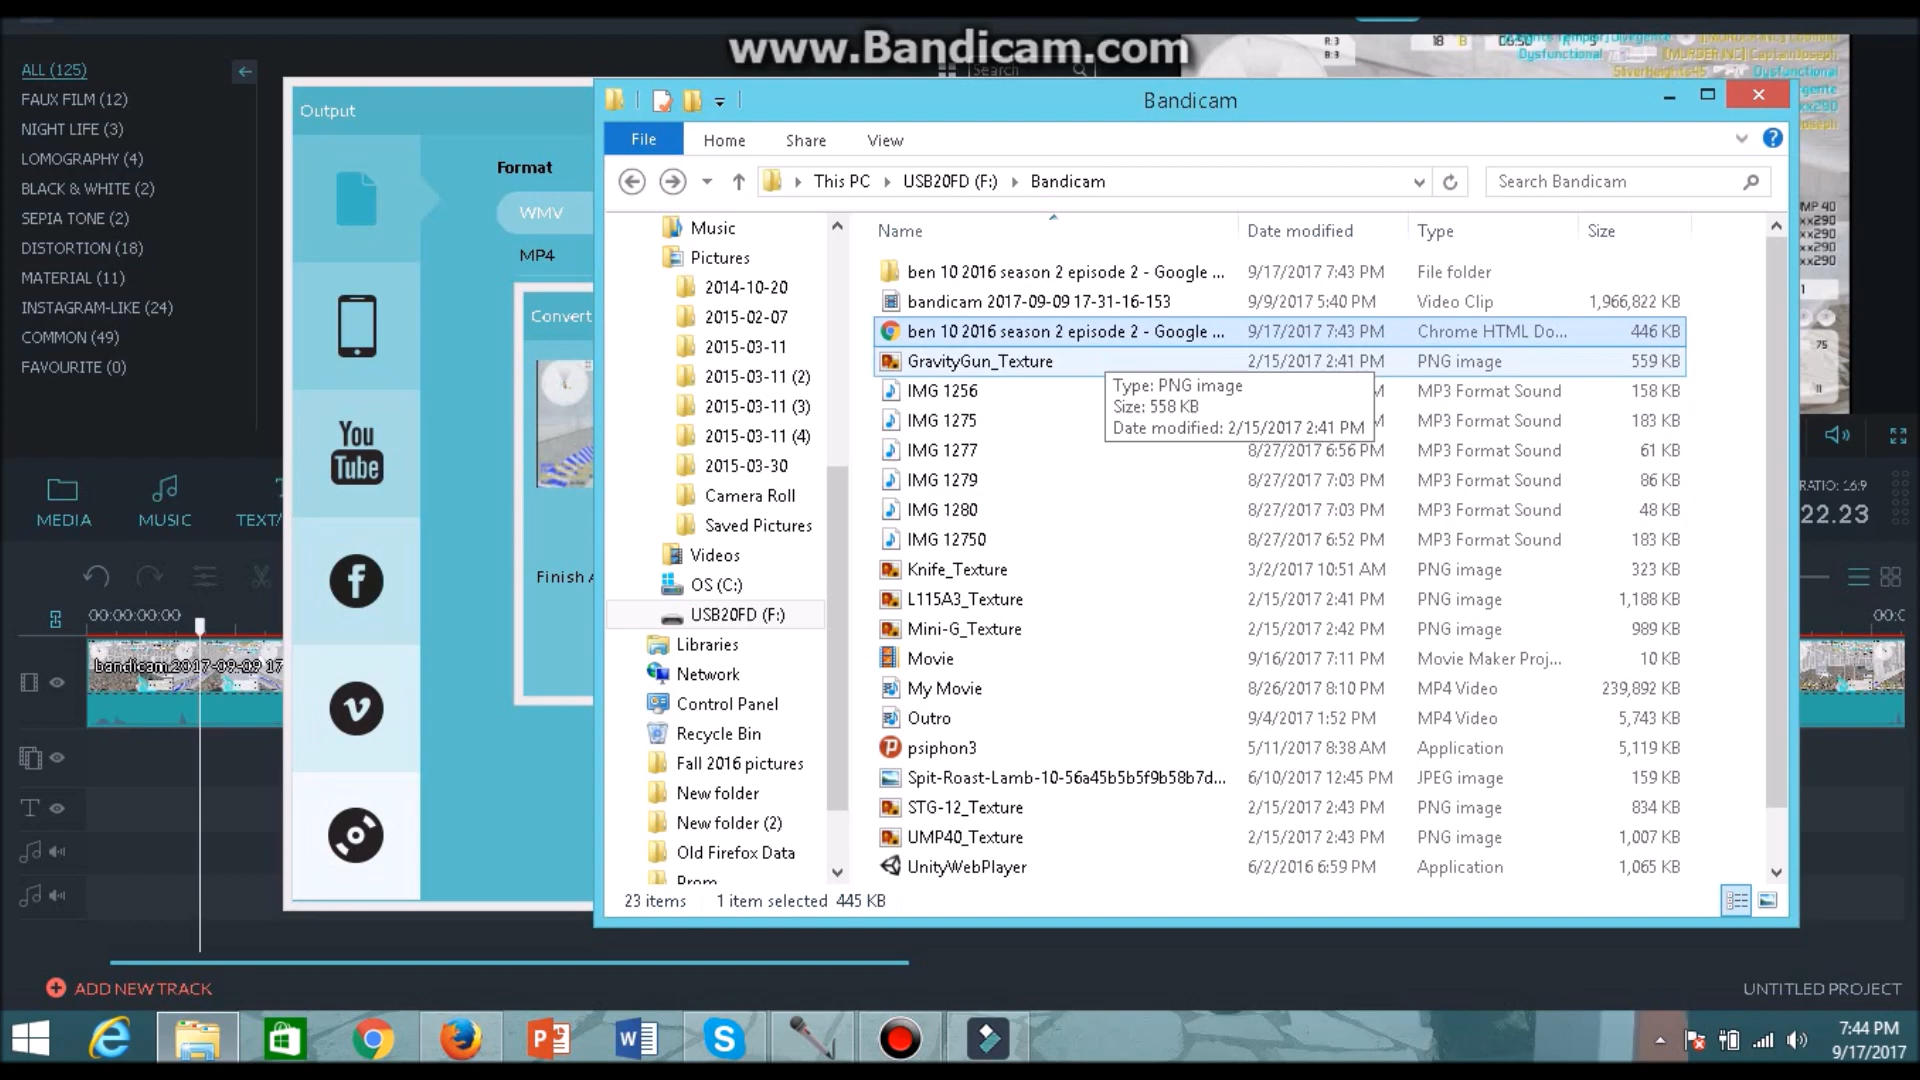 www.Bandicam.com
ALL (125)
FAUX FILM (12)
NIGHT LIFE (3)
LOMOGRAPHY (4)
BLACK & WHITE (2)
SEPIA TONE (2)
DISTORTION (18)
MATERIAL (11)
INSTAGRAM-LIKE (24)
COMMON (49)
FAVOURITE (0)
MEDIA
MUSIC
TEXT/
Output
Format
WMV
MP4
Convert
Finish A
Search
R: 3
R: 3
18 B
Dysfunctional
Dysfunctional
Bandicam
File
Home
Share
View
This PC
USB20FD (F:)
Bandicam
Search Bandicam
Music
Pictures
2014-10-20
2015-02-07
2015-03-11
2015-03-11 (2)
2015-03-11 (3)
2015-03-11 (4)
2015-03-30
Camera Roll
Saved Pictures
Videos
OS (C:)
USB20FD (F:)
Libraries
Network
Control Panel
Recycle Bin
Fall 2016 pictures
New folder
New folder (2)
Old Firefox Data
Prom
Name Date modified Type Size
ben 10 2016 season 2 episode 2 - Google ... 9/17/2017 7:43 PM File folder
bandicam 2017-09-09 17-31-16-153 9/9/2017 5:40 PM Video Clip 1,966,822 KB
ben 10 2016 season 2 episode 2 - Google ... 9/17/2017 7:43 PM Chrome HTML Do... 446 KB
GravityGun_Texture 2/15/2017 2:41 PM PNG image 559 KB
IMG 1256 M MP3 Format Sound 158 KB
IMG 1275 M MP3 Format Sound 183 KB
IMG 1277 8/27/2017 6:56 PM MP3 Format Sound 61 KB
IMG 1279 8/27/2017 7:03 PM MP3 Format Sound 86 KB
IMG 1280 8/27/2017 7:03 PM MP3 Format Sound 48 KB
IMG 12750 8/27/2017 6:52 PM MP3 Format Sound 183 KB
Knife_Texture 3/2/2017 10:51 AM PNG image 323 KB
L115A3_Texture 2/15/2017 2:41 PM PNG image 1,188 KB
Mini-G_Texture 2/15/2017 2:42 PM PNG image 989 KB
Movie 9/16/2017 7:11 PM Movie Maker Proj... 10 KB
My Movie 8/26/2017 8:10 PM MP4 Video 239,892 KB
Outro 9/4/2017 1:52 PM MP4 Video 5,743 KB
psiphon3 5/11/2017 8:38 AM Application 5,119 KB
Spit-Roast-Lamb-10-56a45b5b5f9b58b7d... 6/10/2017 12:45 PM JPEG image 159 KB
STG-12_Texture 2/15/2017 2:43 PM PNG image 834 KB
UMP40_Texture 2/15/2017 2:43 PM PNG image 1,007 KB
UnityWebPlayer 6/2/2016 6:59 PM Application 1,065 KB
Type: PNG image
Size: 558 KB
Date modified: 2/15/2017 2:41 PM
23 items 1 item selected 445 KB
xx290
xx290
xx290
xx290
75
RATIO: 16:9
22.23
00:00:00:00
bandicam 2017-09-09 17
You
Tube
ADD NEW TRACK
UNTITLED PROJECT
7:44 PM
9/17/2017